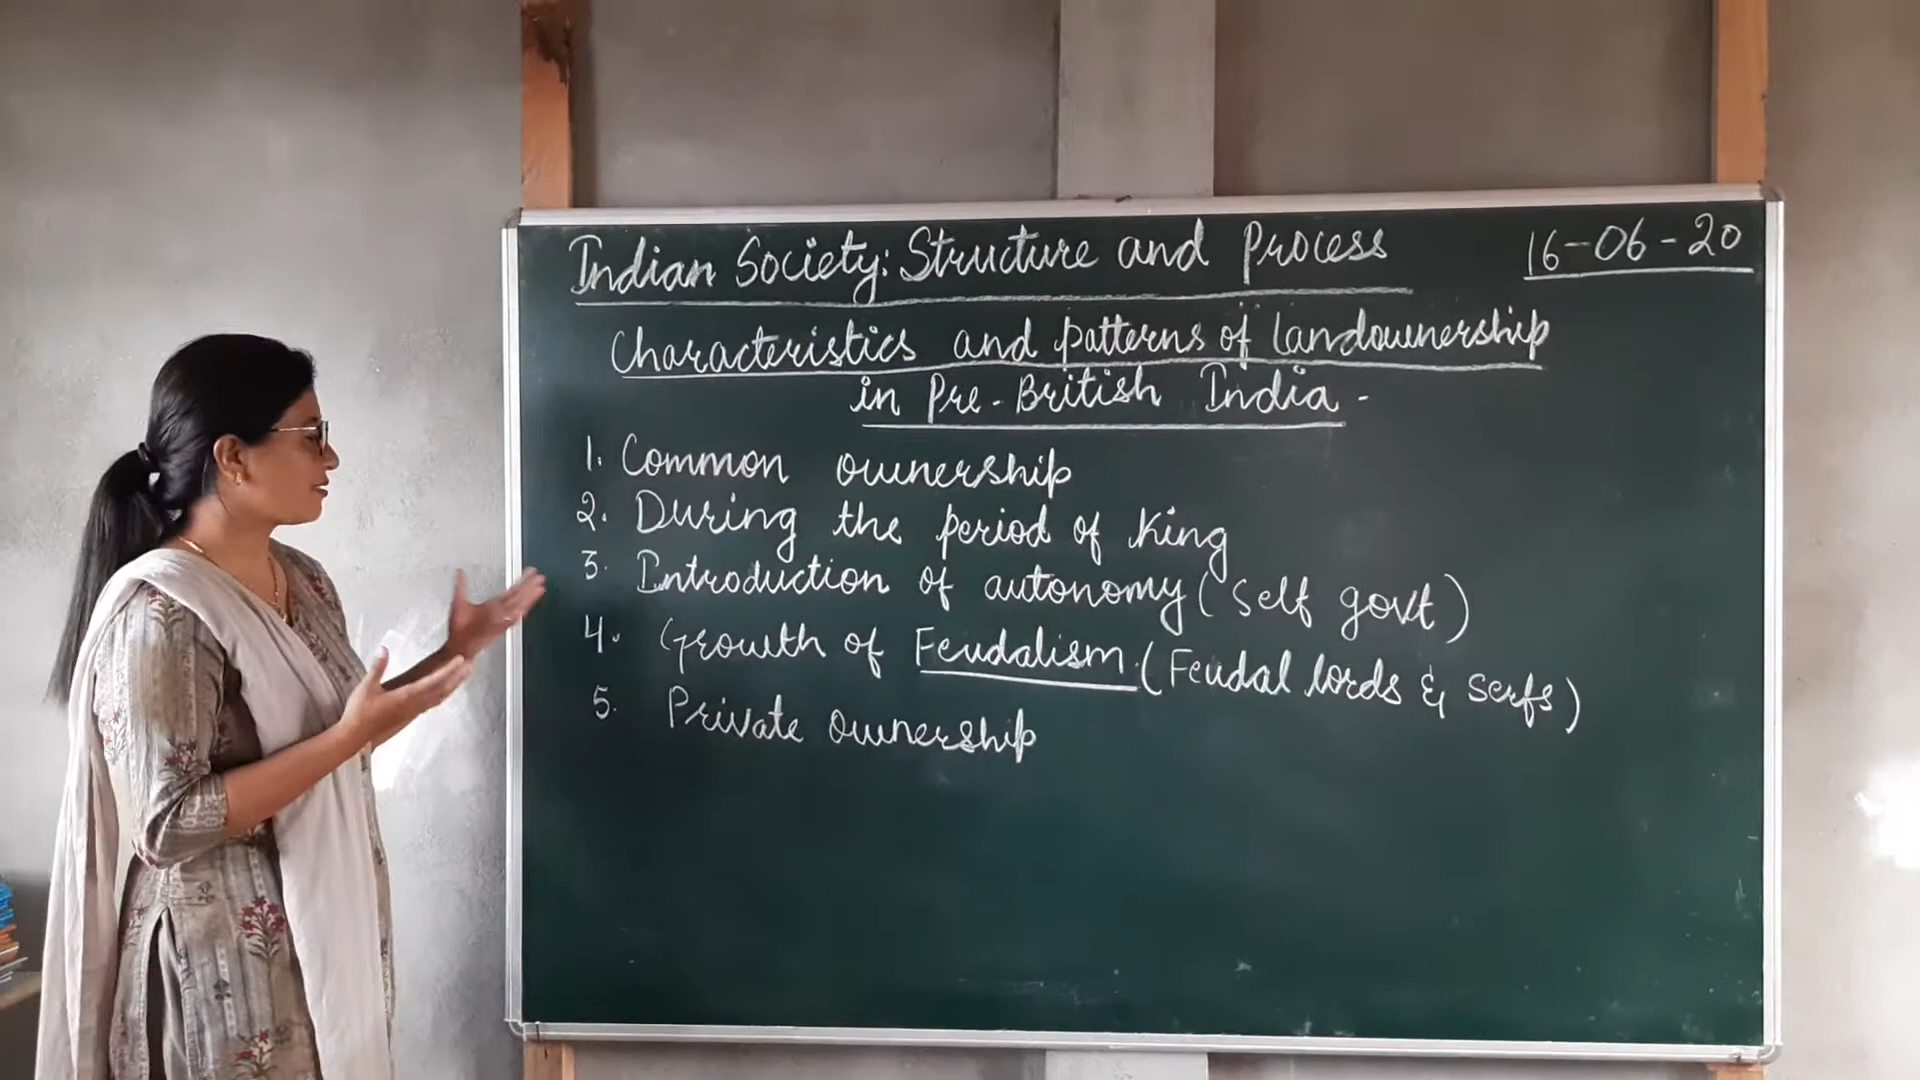 Indian Society: Structure and Process 16-06-20
Characteristics and patterns of landownership
in Pre-British India -
1. Common ownership
2. During the period of King
3. Introduction of autonomy (Self govt)
4. Growth of Feudalism. (Feudal lords & serfs)
5. Private ownership